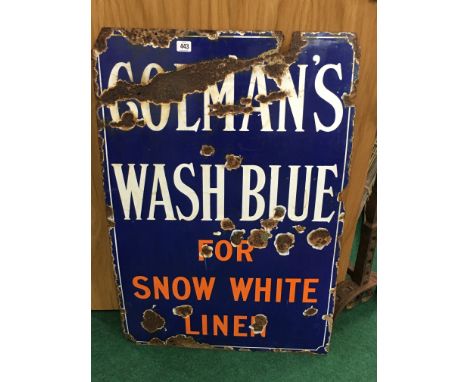 443
COLMAN'S
WASH BLUE
FOR
SNOW WHITE
LINEN